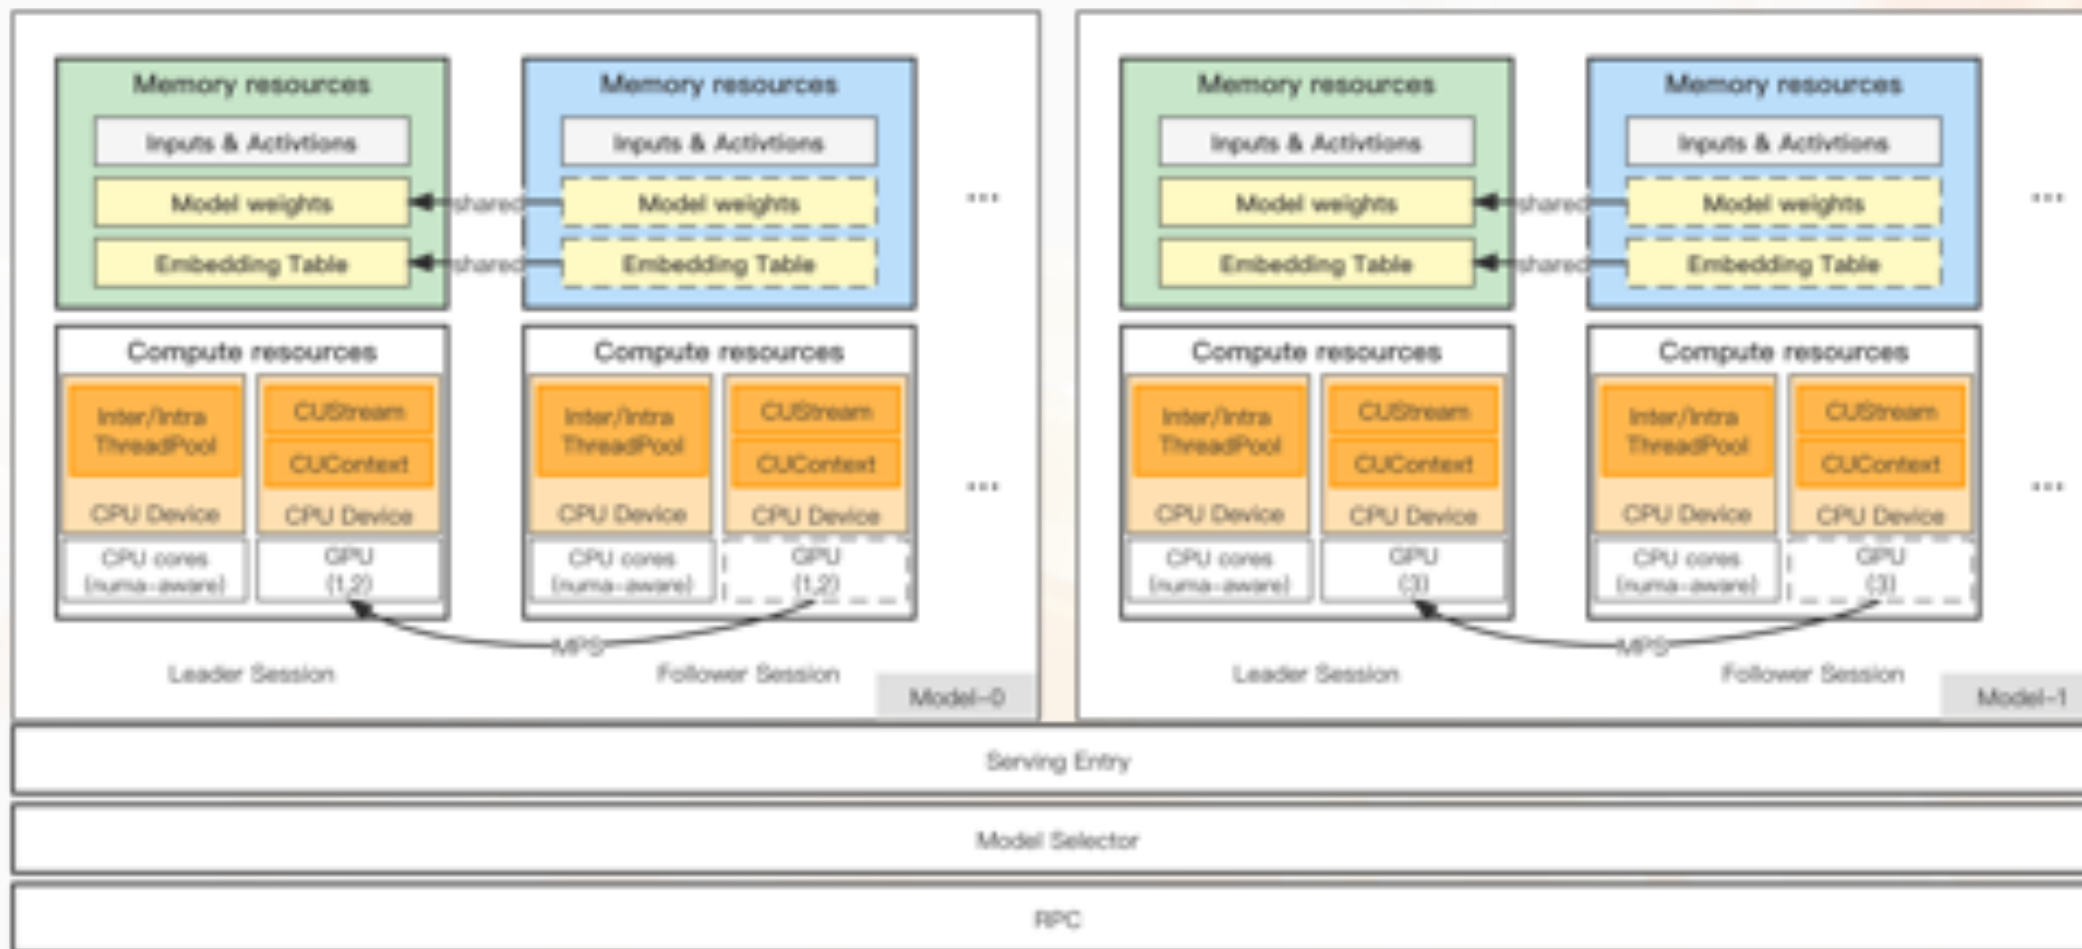 Memory resources
Inputs & Activtions
Model weights
Embedding Table
shared
shared
Memory resources
Inputs & Activtions
Model weights
Embedding Table
...
Compute resources
Inter/Intra
ThreadPool
CPU Device
CPU cores
(numa-aware)
CUStream
CUContext
CPU Device
GPU
(1,2)
Compute resources
Inter/Intra
ThreadPool
CPU Device
CPU cores
(numa-aware)
CUStream
CUContext
CPU Device
GPU
(1,2)
...
MPS
Leader Session
Follower Session
Model-0
Memory resources
Inputs & Activtions
Model weights
Embedding Table
shared
shared
Memory resources
Inputs & Activtions
Model weights
Embedding Table
...
Compute resources
Inter/Intra
ThreadPool
CPU Device
CPU cores
(numa-aware)
CUStream
CUContext
CPU Device
GPU
(3)
Compute resources
Inter/Intra
ThreadPool
CPU Device
CPU cores
(numa-aware)
CUStream
CUContext
CPU Device
GPU
(3)
...
MPS
Leader Session
Follower Session
Model-1
Serving Entry
Model Selector
RPC